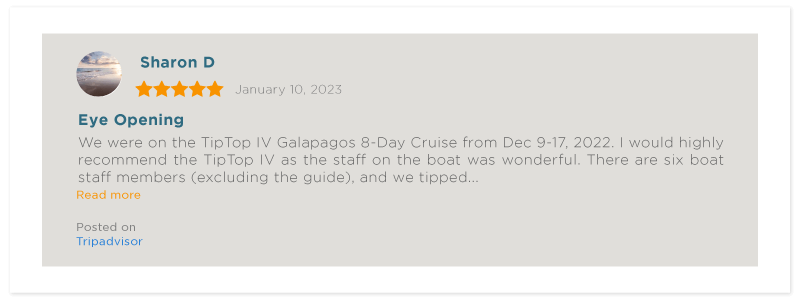 Sharon D
January 10, 2023
Eye Opening
We were on the TipTop IV Galapagos 8-Day Cruise from Dec 9-17, 2022. I would highly
recommend the TipTop IV as the staff on the boat was wonderful. There are six boat
staff members (excluding the guide), and we tipped...
Read more
Posted on
Tripadvisor